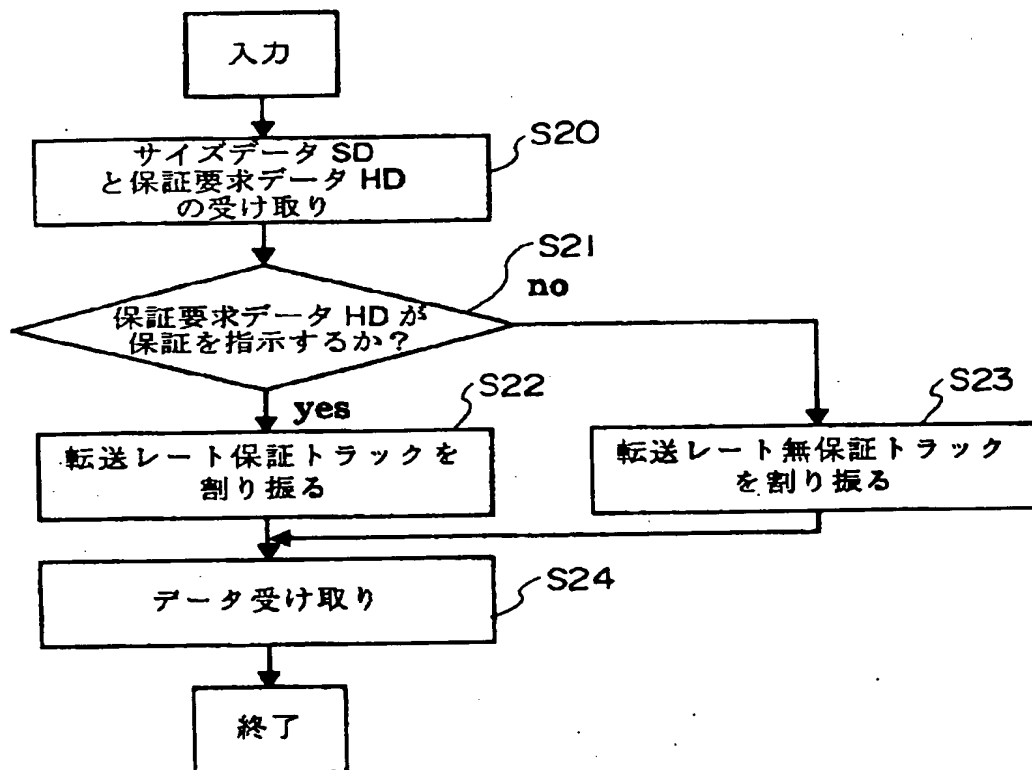 入力
S20
サイズデータ SD
と保証要求データ HD
の受け取り
S21
no
保証要求データ HD が
保証を指示するか？
yes
S22
S23
転送レート保証トラックを
割り振る
転送レート無保証トラック
を割り振る
S24
データ受け取り
終了